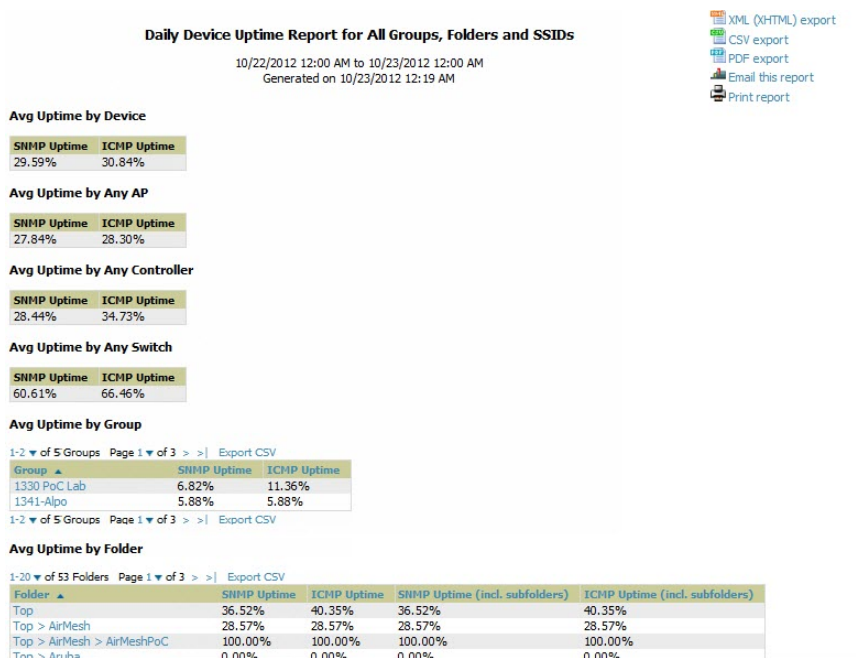 Daily Device Uptime Report for All Groups, Folders and SSIDs
10/22/2012 12:00 AM to 10/23/2012 12:00 AM
Generated on 10/23/2012 12:19 AM
XML (XHTML) export
CSV export
PDF export
Email this report
Print report
Avg Uptime by Device
SNMP Uptime ICMP Uptime
29.59% 30.84%
Avg Uptime by Any AP
SNMP Uptime ICMP Uptime
27.84% 28.30%
Avg Uptime by Any Controller
SNMP Uptime ICMP Uptime
28.44% 34.73%
Avg Uptime by Any Switch
SNMP Uptime ICMP Uptime
60.61% 66.46%
Avg Uptime by Group
1-2 ▼ of 5 Groups Page 1 ▼ of 3 > >| Export CSV
Group ▲ SNMP Uptime ICMP Uptime
1330 PoC Lab 6.82% 11.36%
1341-Alpo 5.88% 5.88%
1-2 ▼ of 5 Groups Page 1 ▼ of 3 > >| Export CSV
Avg Uptime by Folder
1-20 ▼ of 53 Folders Page 1 ▼ of 3 > >| Export CSV
Folder ▲ SNMP Uptime ICMP Uptime SNMP Uptime (incl. subfolders) ICMP Uptime (incl. subfolders)
Top 36.52% 40.35% 36.52% 40.35%
Top > AirMesh 28.57% 28.57% 28.57% 28.57%
Top > AirMesh > AirMeshPoC 100.00% 100.00% 100.00% 100.00%
Top > Aruba 0.00% 0.00% 0.00% 0.00%